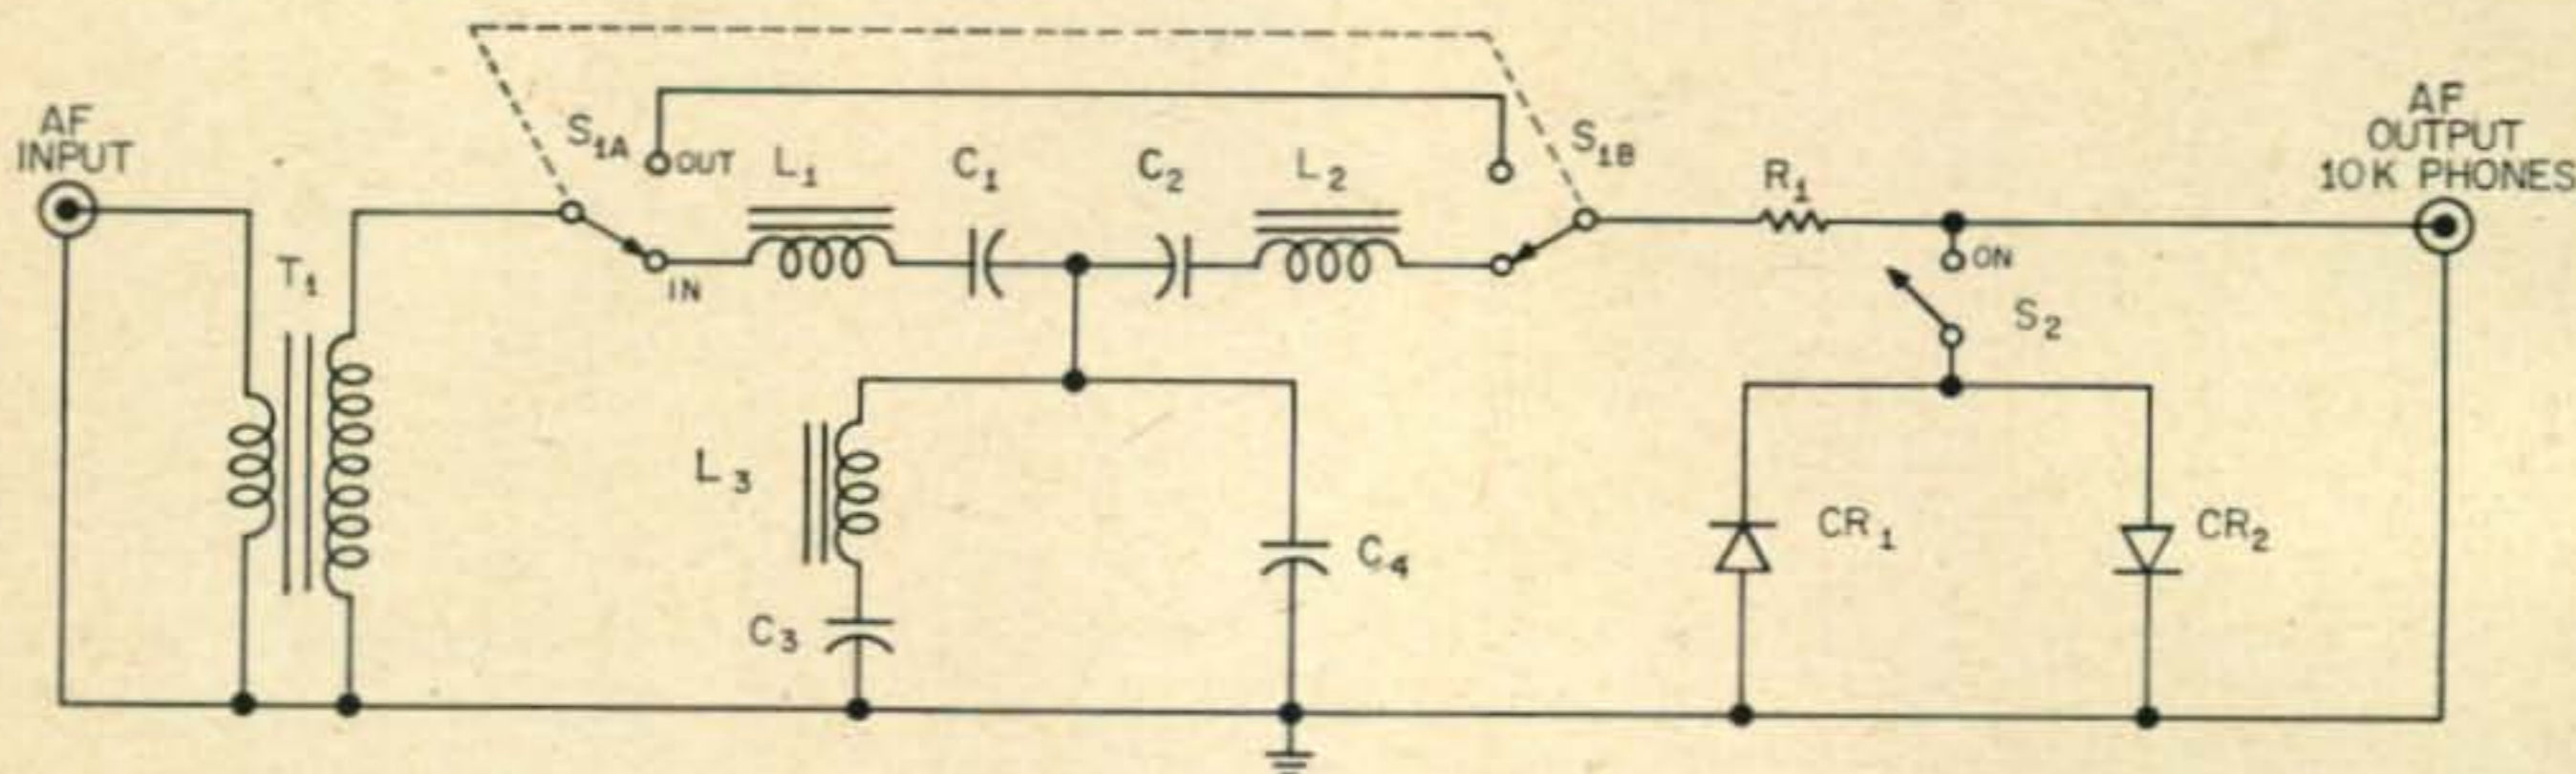 AF
INPUT
T₁
S₁A
OUT
IN
L₁
C₁
C₂
L₂
S₁B
R₁
AF
OUTPUT
10K PHONES
ON
S₂
L₃
C₃
C₄
CR₁
CR₂